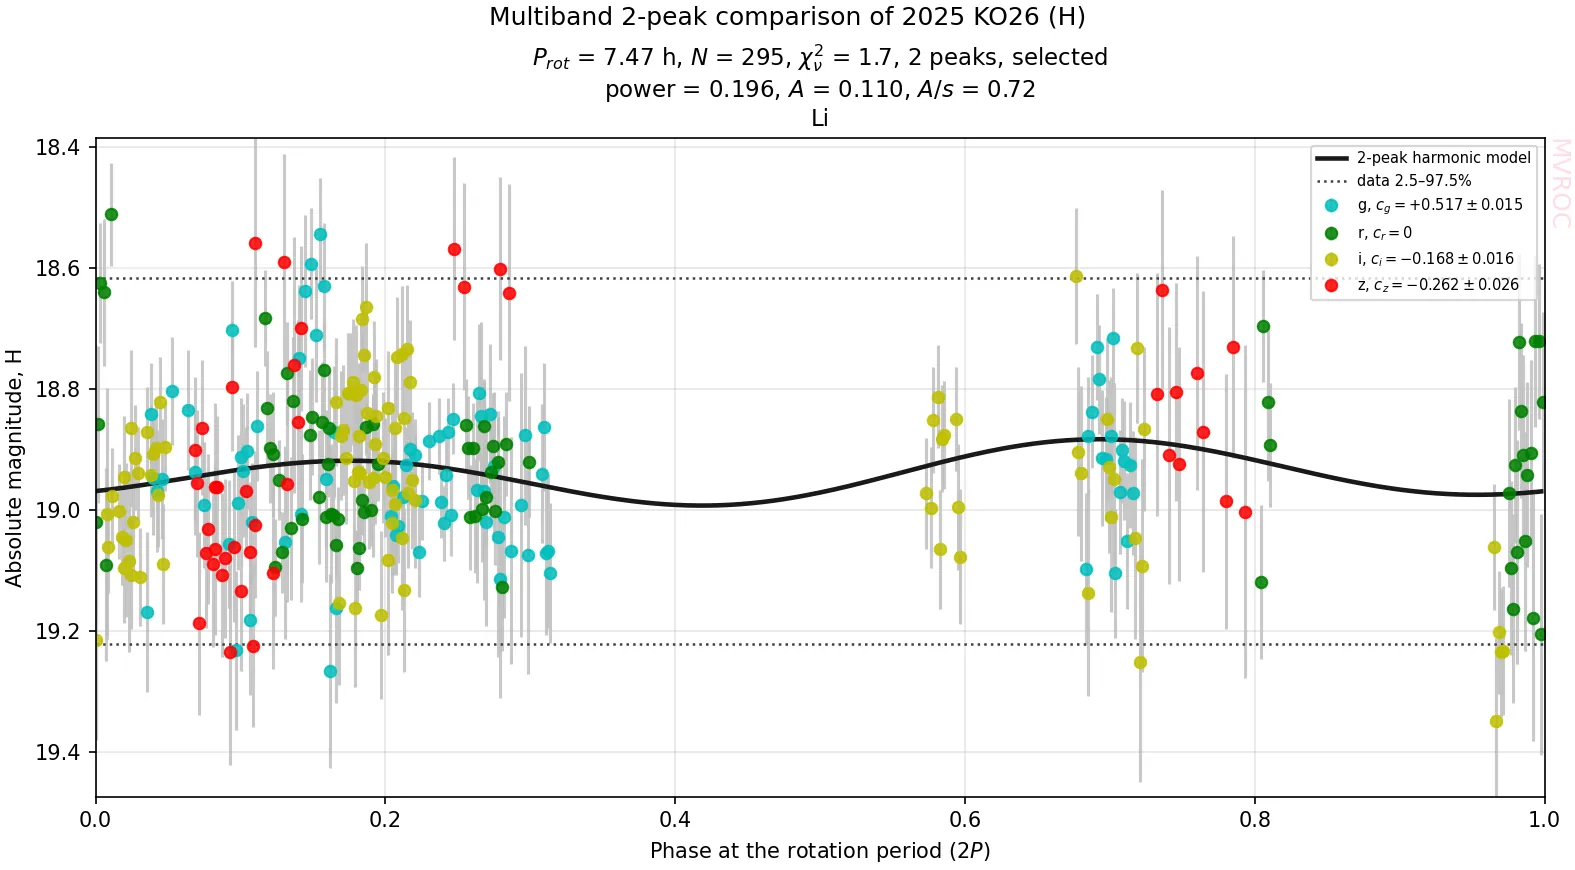 Multiband 2-peak comparison of 2025 KO26 (H)
P_rot = 7.47 h, N = 295, χ²_ν = 1.7, 2 peaks, selected
power = 0.196, A = 0.110, A/s = 0.72
Li
MVROC
2-peak harmonic model
data 2.5–97.5%
g, c_g = +0.517 ± 0.015
r, c_r = 0
i, c_i = −0.168 ± 0.016
z, c_z = −0.262 ± 0.026
Absolute magnitude, H
18.4
18.6
18.8
19.0
19.2
19.4
0.0 0.2 0.4 0.6 0.8 1.0
Phase at the rotation period (2P)